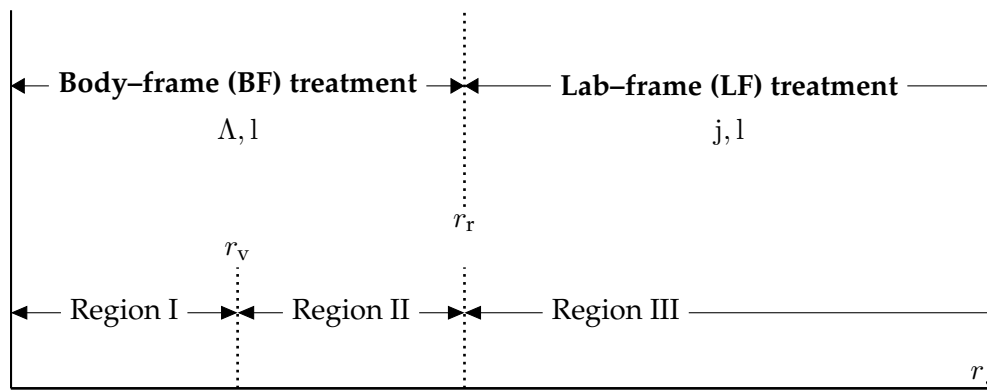 Body–frame (BF) treatment
Lab–frame (LF) treatment
Λ, l
j, l
r_r
r_v
Region I
Region II
Region III
r